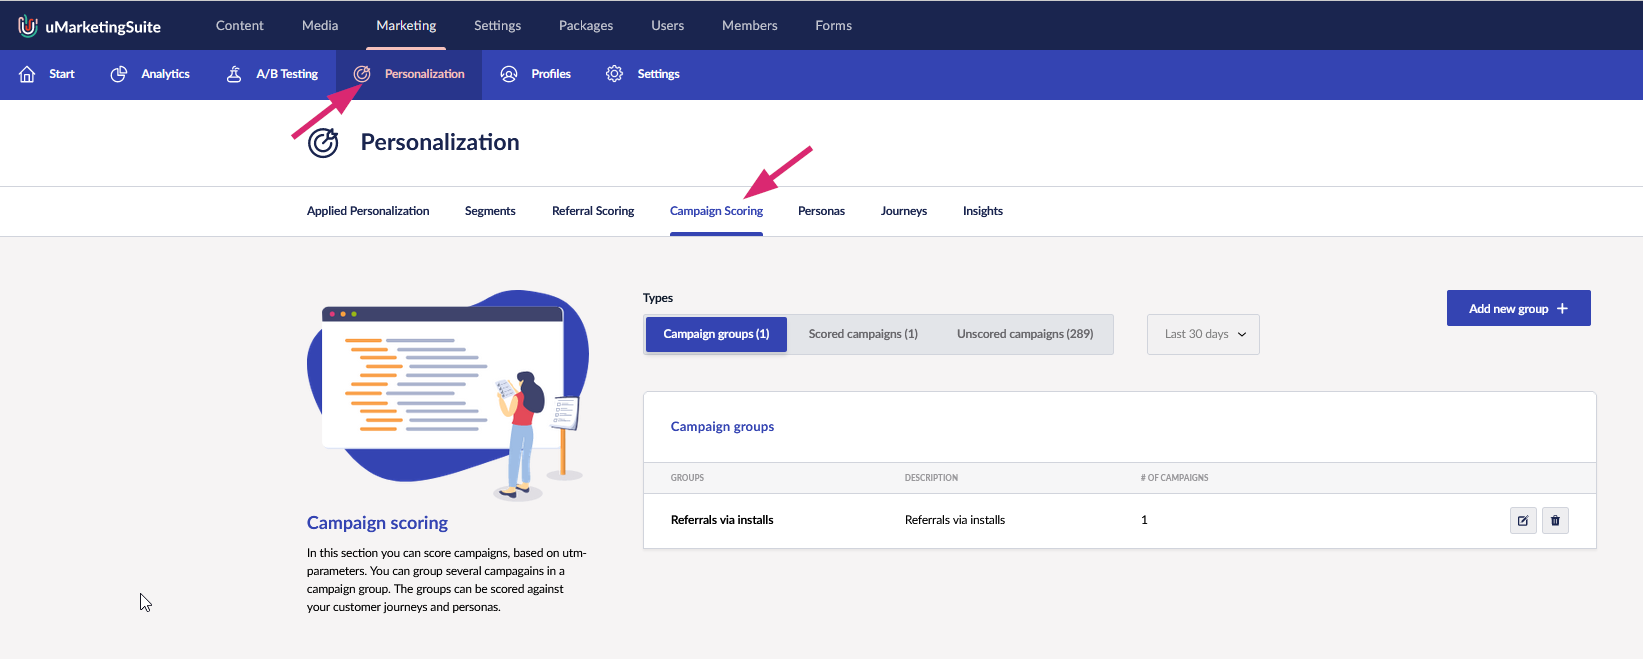 uMarketingSuite Content Media Marketing Settings Packages Users Members Forms
Start Analytics A/B Testing Personalization Profiles Settings
Personalization
Applied Personalization Segments Referral Scoring Campaign Scoring Personas Journeys Insights
Types
Campaign groups (1) Scored campaigns (1) Unscored campaigns (289) Last 30 days
Add new group +
Campaign groups
GROUPS DESCRIPTION # OF CAMPAIGNS
Referrals via installs Referrals via installs 1
Campaign scoring
In this section you can score campaigns, based on utm-
parameters. You can group several campagains in a
campaign group. The groups can be scored against
your customer journeys and personas.